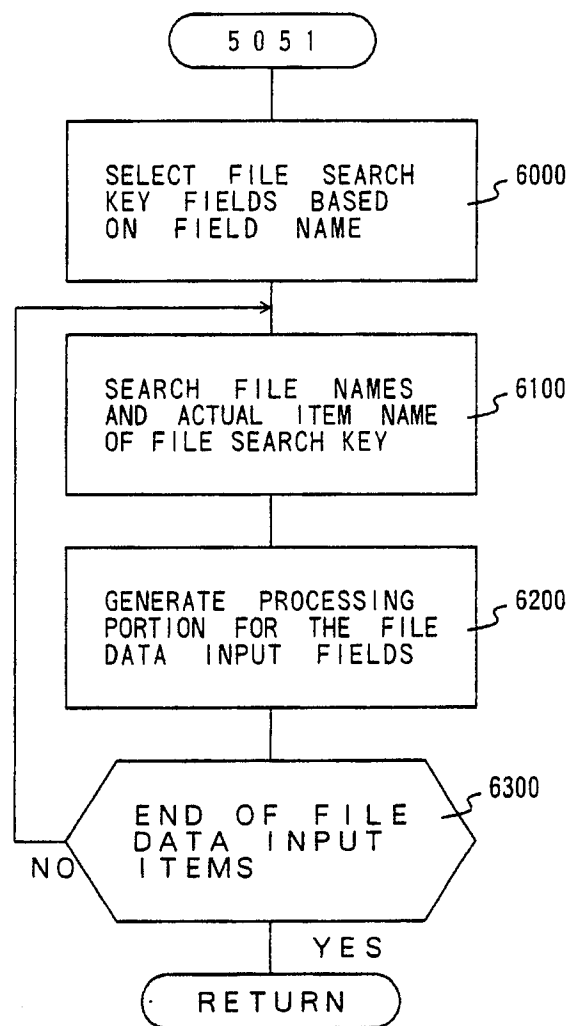 5051
SELECT FILE SEARCH
KEY FIELDS BASED
ON FIELD NAME
6000
SEARCH FILE NAMES
AND ACTUAL ITEM NAME
OF FILE SEARCH KEY
6100
GENERATE PROCESSING
PORTION FOR THE FILE
DATA INPUT FIELDS
6200
END OF FILE
DATA INPUT
ITEMS
6300
NO
YES
RETURN